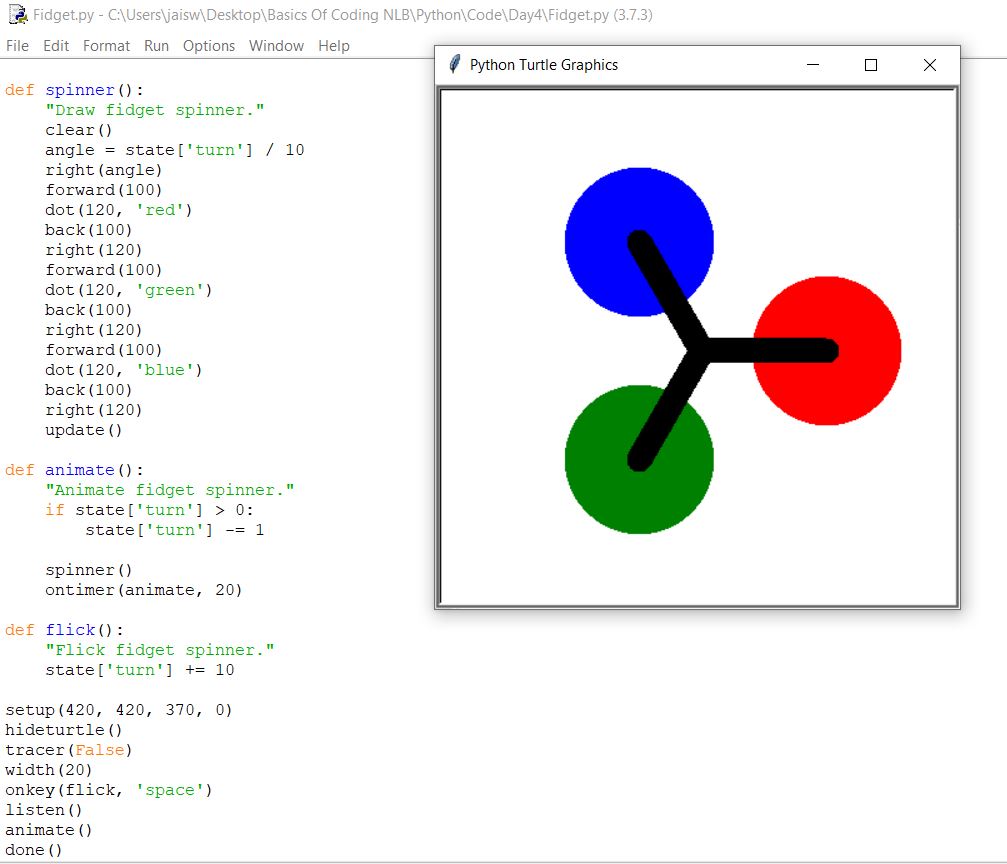 Fidget.py - C:\Users\jaisw\Desktop\Basics Of Coding NLB\Python\Code\Day4\Fidget.py (3.7.3)
File Edit Format Run Options Window Help
Python Turtle Graphics
def spinner():
    "Draw fidget spinner."
    clear()
    angle = state['turn'] / 10
    right(angle)
    forward(100)
    dot(120, 'red')
    back(100)
    right(120)
    forward(100)
    dot(120, 'green')
    back(100)
    right(120)
    forward(100)
    dot(120, 'blue')
    back(100)
    right(120)
    update()
def animate():
    "Animate fidget spinner."
    if state['turn'] > 0:
        state['turn'] -= 1
    spinner()
    ontimer(animate, 20)
def flick():
    "Flick fidget spinner."
    state['turn'] += 10
setup(420, 420, 370, 0)
hideturtle()
tracer(False)
width(20)
onkey(flick, 'space')
listen()
animate()
done()